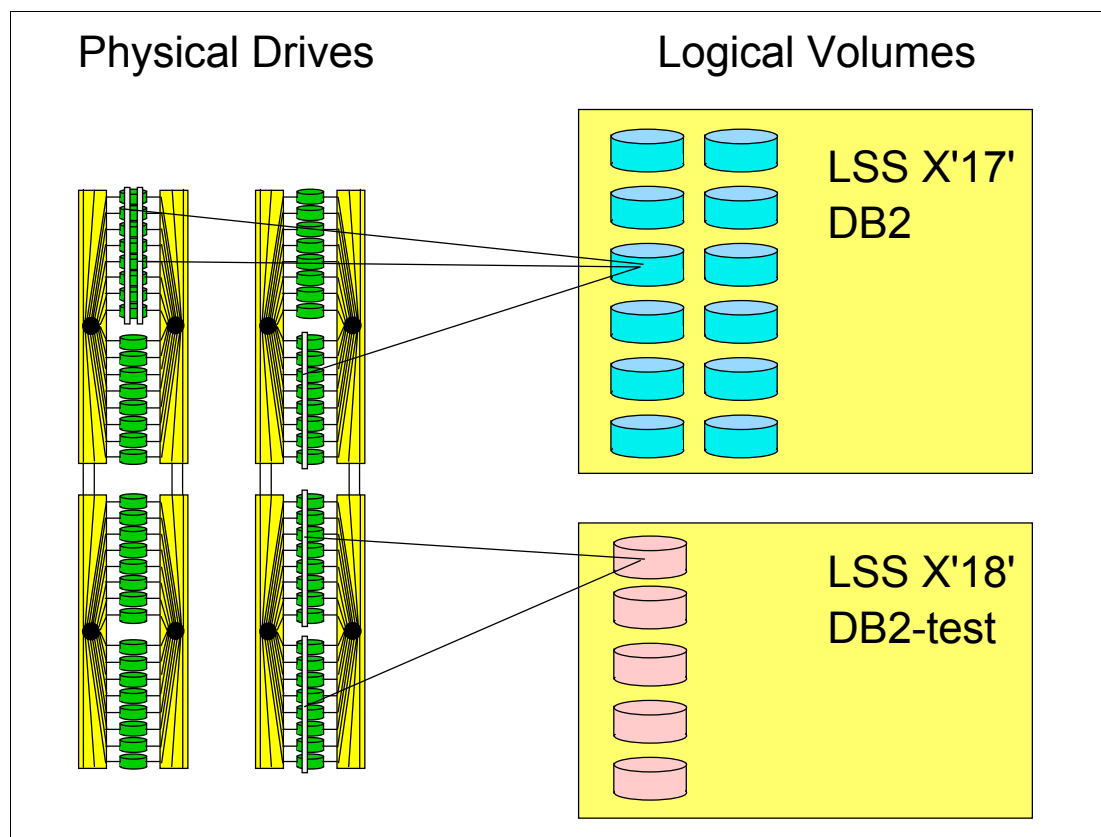 Physical Drives
Logical Volumes
LSS X'17'
DB2
LSS X'18'
DB2-test